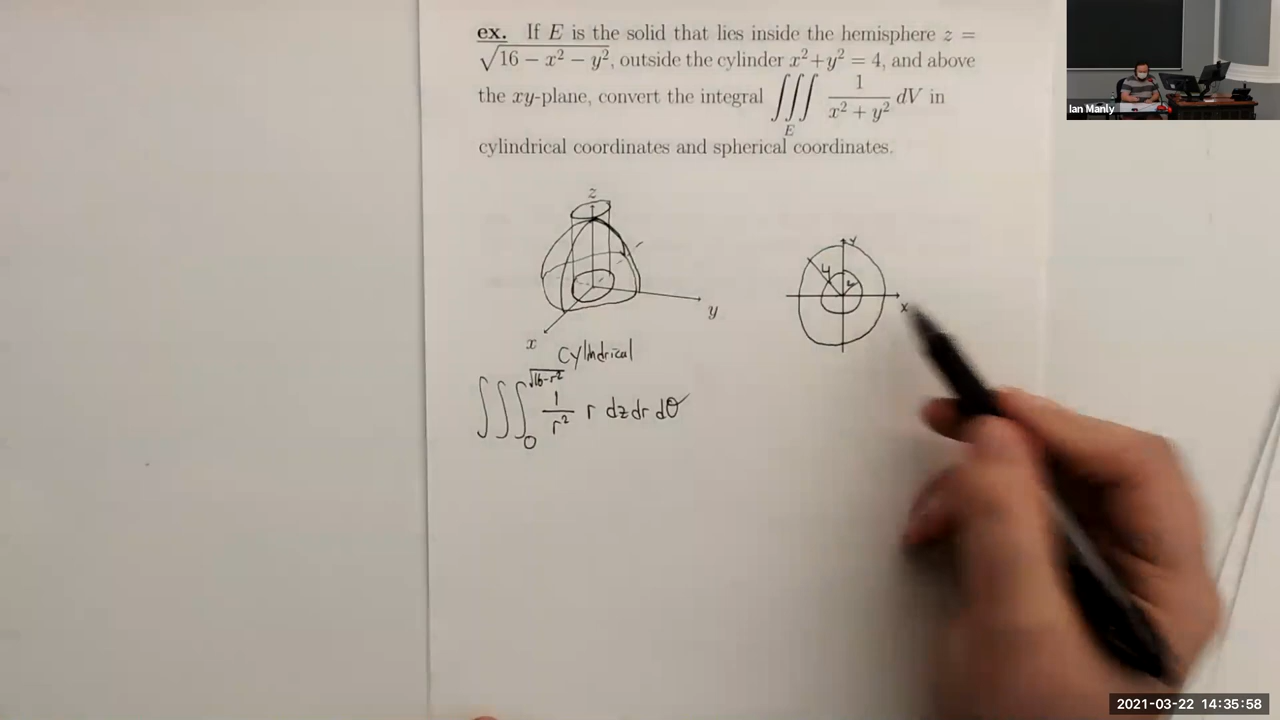 ex. If E is the solid that lies inside the hemisphere z =
√16 − x² − y², outside the cylinder x² + y² = 4, and above
the xy-plane, convert the integral ∭_E 1/(x² + y²) dV in
cylindrical coordinates and spherical coordinates.
Ian Manly
z
y
x
y
4
2
x
Cylindrical
∫∫∫_0^√16-r² 1/r² r dz dr dθ
2021-03-22 14:35:58